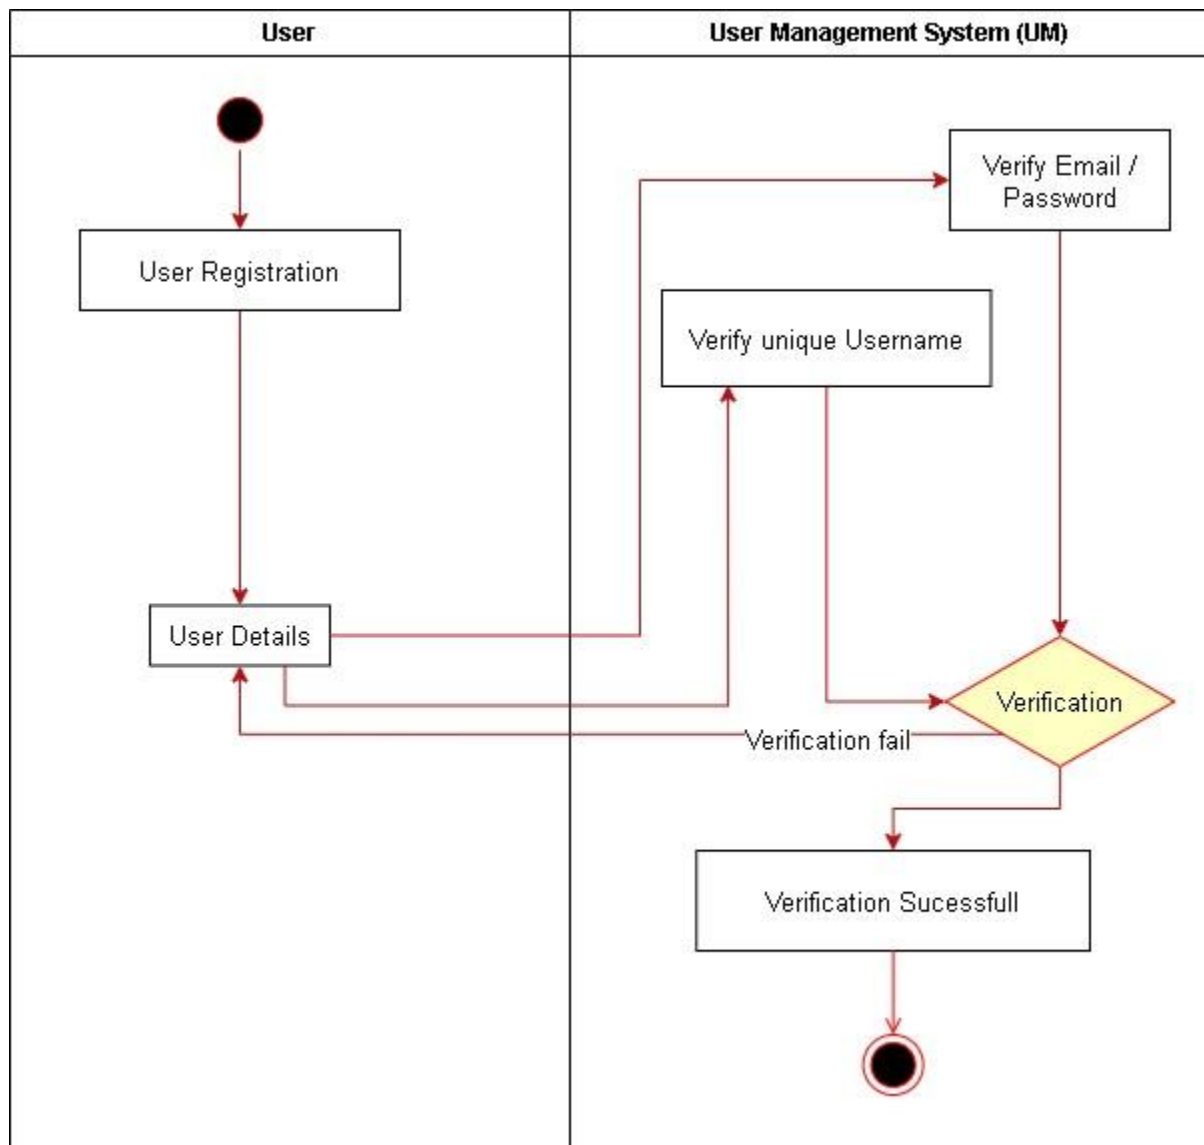 User
User Management System (UM)
Verify Email /
Password
User Registration
Verify unique Username
User Details
Verification
Verification fail
Verification Sucessfull